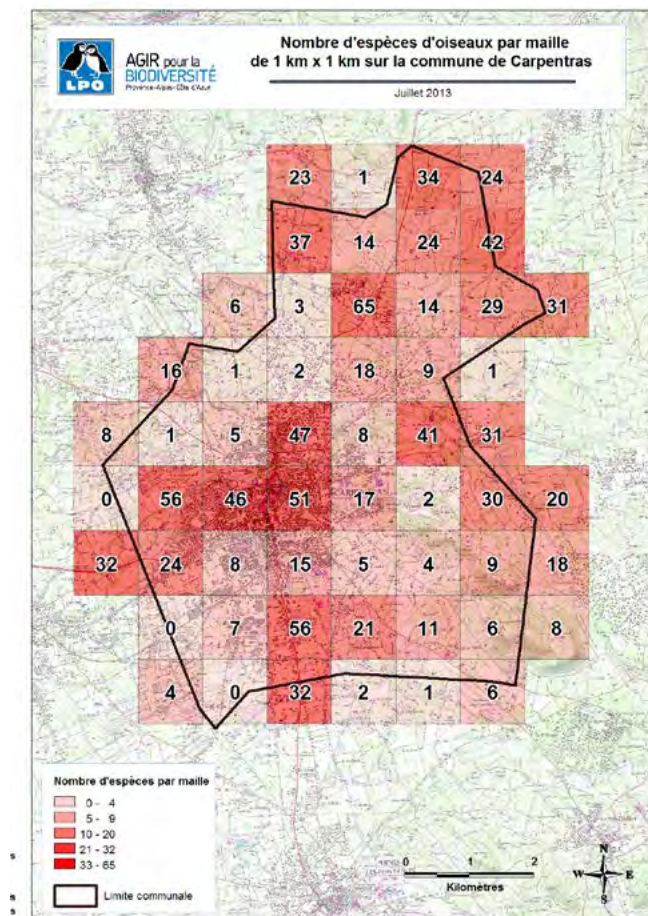 LPO
AGIR pour la
BIODIVERSITÉ
Provence-Alpes-Côte d'Azur
Nombre d'espèces d'oiseaux par maille
de 1 km x 1 km sur la commune de Carpentras
Juillet 2013
23 1 34 24
37 14 24 42
6 3 65 14 29 31
16 1 2 18 9 1
8 1 5 47 8 41 31
0 56 46 51 17 2 30 20
32 24 8 15 5 4 9 18
0 7 56 21 11 6 8
4 0 32 2 1 6
Nombre d'espèces par maille
0 - 4
5 - 9
10 - 20
21 - 32
33 - 65
Limite communale
0 1 2
Kilomètres
N
W E
S